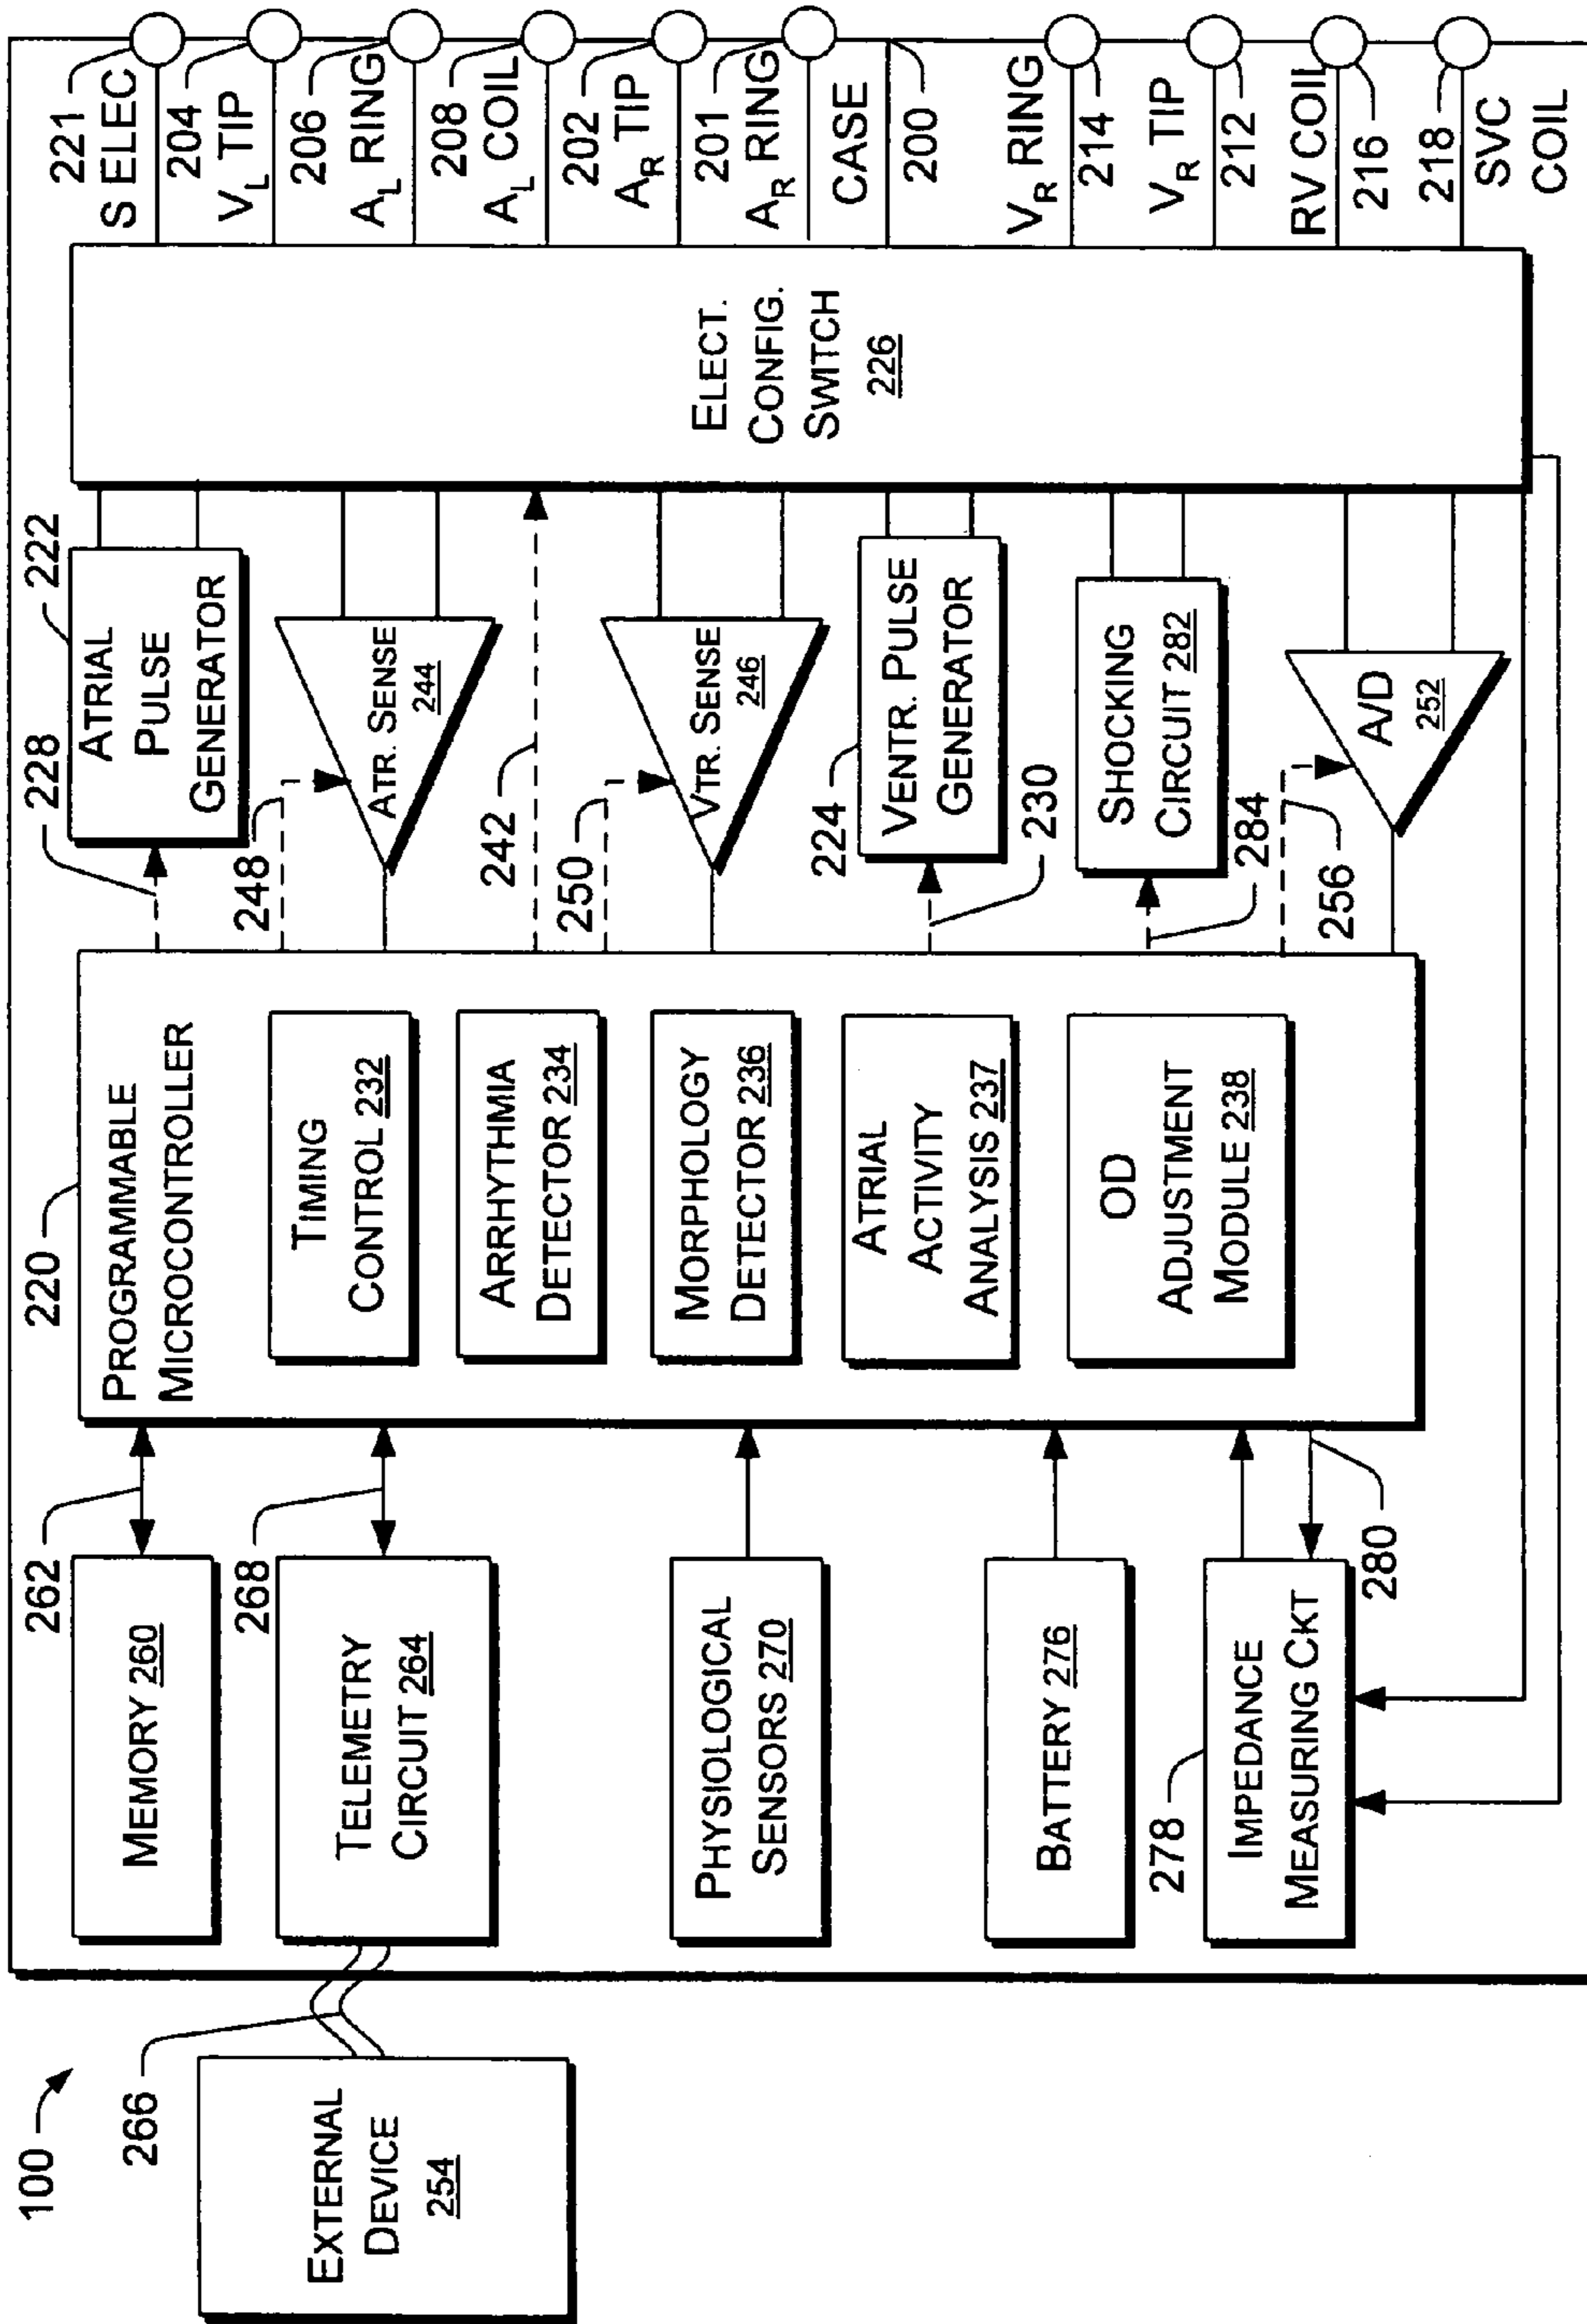 100
EXTERNAL
DEVICE
254
266
MEMORY 260
262
TELEMETRY
CIRCUIT 264
268
PHYSIOLOGICAL
SENSORS 270
BATTERY 276
278
IMPEDANCE
MEASURING CKT
280
220
PROGRAMMABLE
MICROCONTROLLER
TIMING
CONTROL 232
ARRHYTHMIA
DETECTOR 234
MORPHOLOGY
DETECTOR 236
ATRIAL
ACTIVITY
ANALYSIS 237
OD
ADJUSTMENT
MODULE 238
228
222
ATRIAL
PULSE
GENERATOR
248
ATR. SENSE
244
242
250
VTR. SENSE
246
224
VENTR. PULSE
GENERATOR
230
SHOCKING
CIRCUIT 282
284
256
A/D
252
ELECT.
CONFIG.
SWITCH
226
221
S ELEC
204
VL TIP
206
AL RING
208
AL COIL
202
AR TIP
201
AR RING
CASE
200
VR RING
214
VR TIP
212
RV COIL
216
218
SVC
COIL